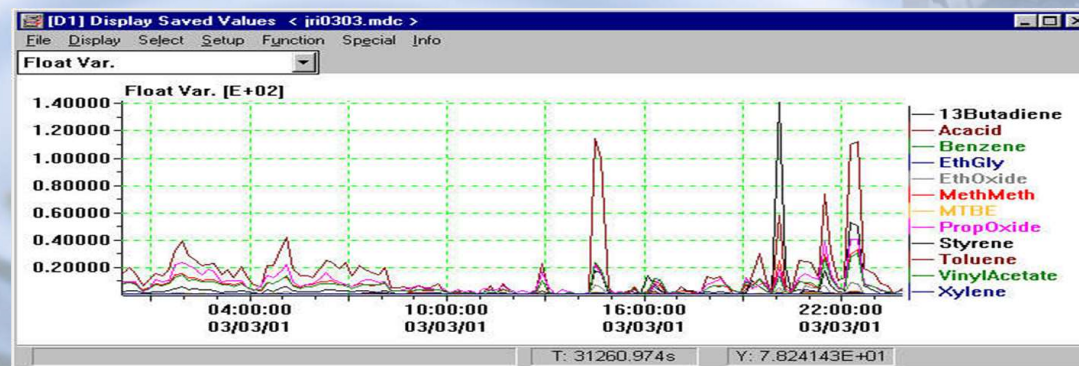 [D1] Display Saved Values < jri0303.mdc >
File Display Select Setup Function Special Info
Float Var.
Float Var. [E+02]
1.40000
1.20000
1.00000
0.80000
0.60000
0.40000
0.20000
04:00:00 10:00:00 16:00:00 22:00:00
03/03/01 03/03/01 03/03/01 03/03/01
13Butadiene
Acacid
Benzene
EthGly
EthOxide
MethMeth
MTBE
PropOxide
Styrene
Toluene
VinylAcetate
Xylene
T: 31260.974s Y: 7.824143E+01